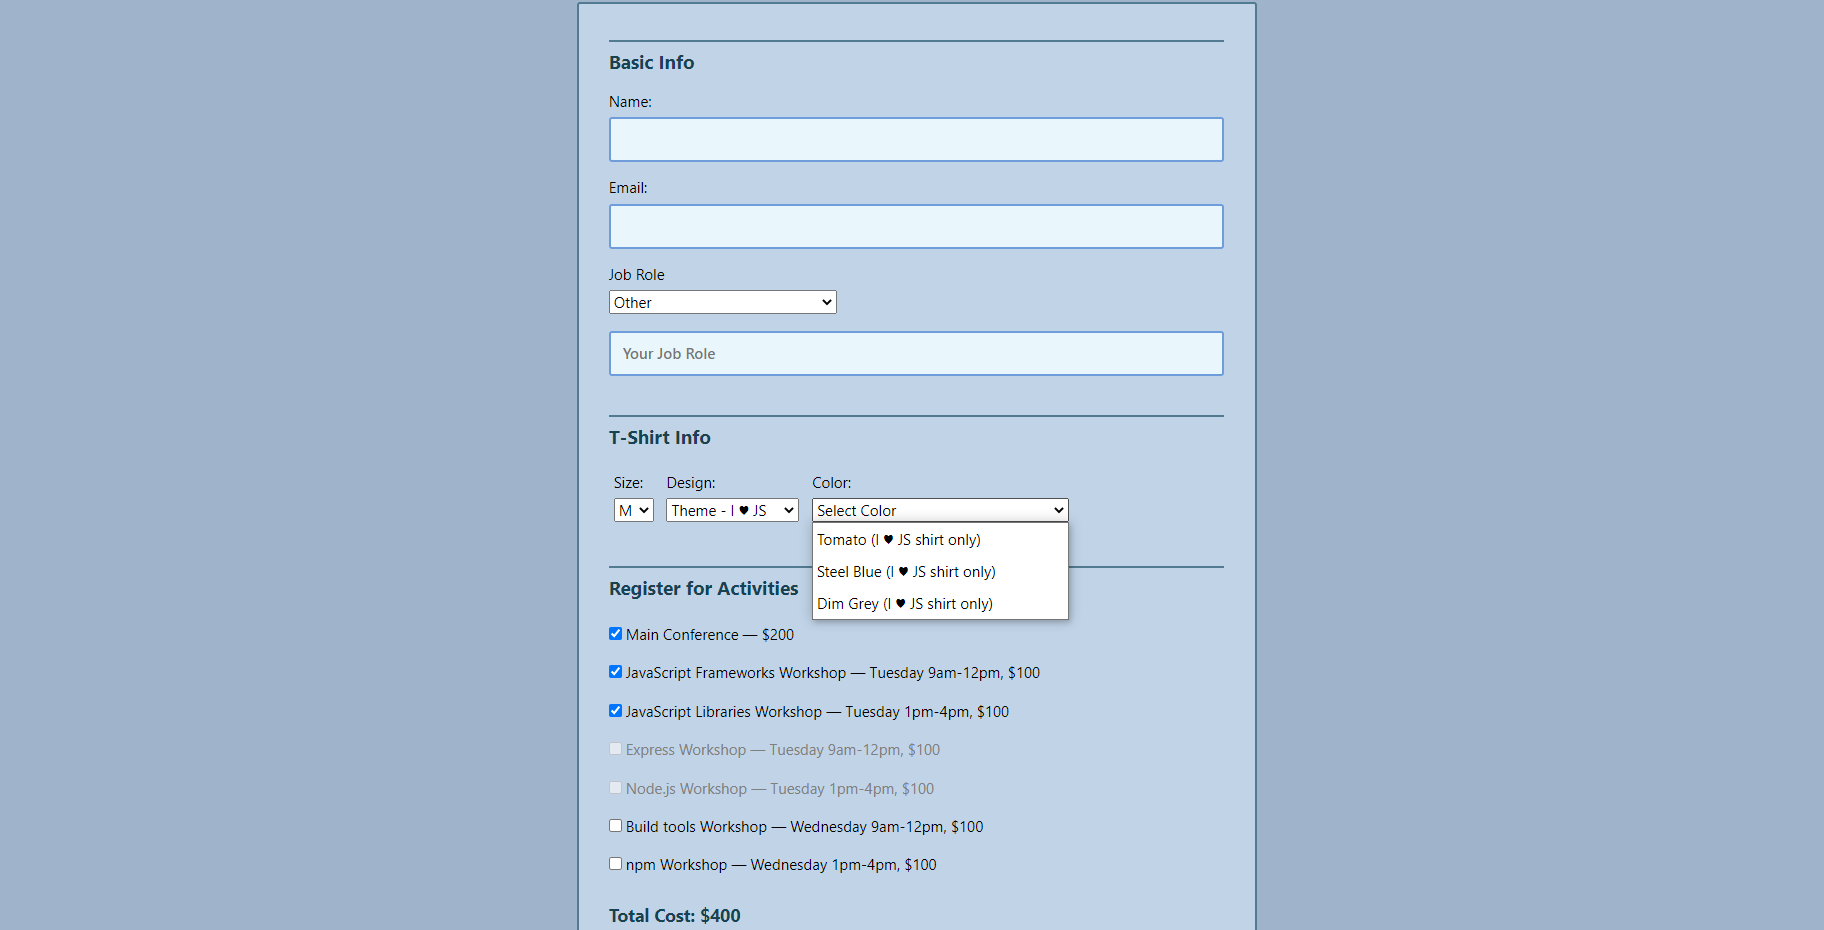 Basic Info
Name:
Email:
Job Role
Other
Your Job Role
T-Shirt Info
Size: Design: Color:
M Theme - I ♥ JS Select Color
Tomato (I ♥ JS shirt only)
Steel Blue (I ♥ JS shirt only)
Dim Grey (I ♥ JS shirt only)
Register for Activities
Main Conference — $200
JavaScript Frameworks Workshop — Tuesday 9am-12pm, $100
JavaScript Libraries Workshop — Tuesday 1pm-4pm, $100
Express Workshop — Tuesday 9am-12pm, $100
Node.js Workshop — Tuesday 1pm-4pm, $100
Build tools Workshop — Wednesday 9am-12pm, $100
npm Workshop — Wednesday 1pm-4pm, $100
Total Cost: $400